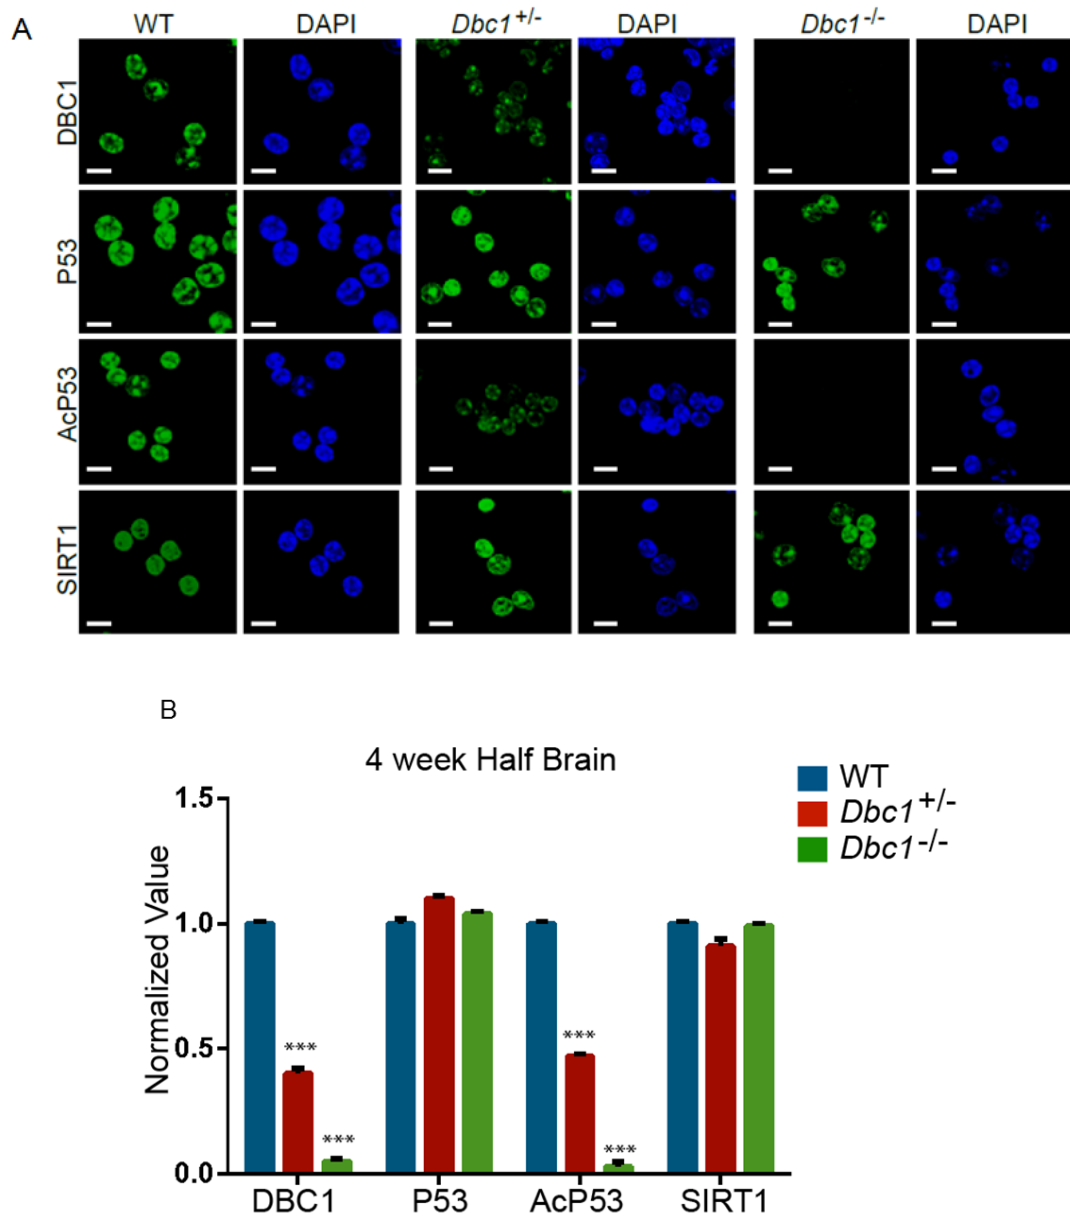 A
WT DAPI Dbc1+/- DAPI Dbc1-/- DAPI
DBC1
P53
AcP53
SIRT1
B
4 week Half Brain
WT
Dbc1+/-
Dbc1-/-
Normalized Value
1.5
1.0
0.5
0.0
***
***
***
***
DBC1 P53 AcP53 SIRT1